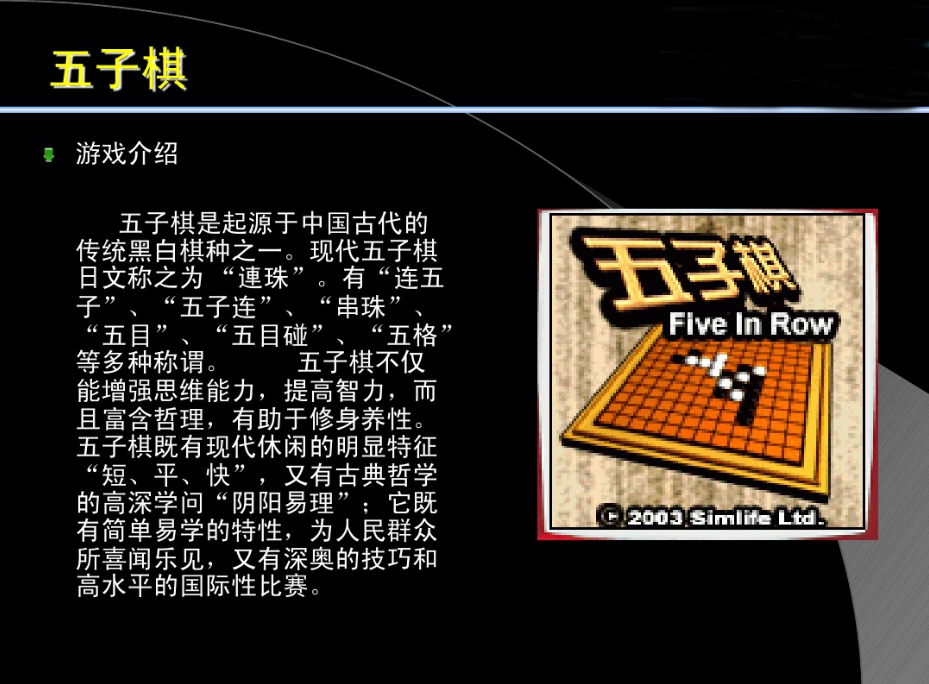 五子棋
游戏介绍
五子棋是起源于中国古代的
传统黑白棋种之一。现代五子棋
日文称之为 “連珠”。有“连五
子”、“五子连”、“串珠”、
“五目”、“五目碰”、“五格”
等多种称谓。 五子棋不仅
能增强思维能力，提高智力，而
且富含哲理，有助于修身养性。
五子棋既有现代休闲的明显特征
“短、平、快”，又有古典哲学
的高深学问“阴阳易理”；它既
有简单易学的特性，为人民群众
所喜闻乐见，又有深奥的技巧和
高水平的国际性比赛。
五子棋
Five In Row
© 2003 Simlife Ltd.